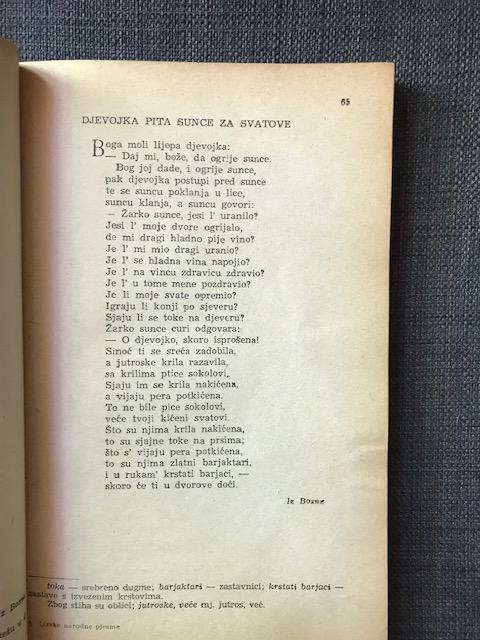 65
DJEVOJKA PITA SUNCE ZA SVATOVE
Boga moli lijepa djevojka:
— Daj mi, bože, da ogrije sunce.
Bog joj dade, i ogrije sunce,
pak djevojka postupi pred sunce
te se suncu poklanja u lice,
suncu klanja, a suncu govori:
— Žarko sunce, jesi l' uranilo?
Jesi l' moje dvore ogrijalo,
đe mi dragi hladno pije vino?
Je l' mi mio dragi uranio?
Je l' se hladna vina napojio?
Je l' na vincu zdravicu zdravio?
Je l' u tome mene pozdravio?
Je li moje svate opremio?
Igraju li konji po sjeveru?
Sjaju li se toke na djeveru?
Žarko sunce curi odgovara:
— O djevojko, skoro isprošena!
Sinoć ti se sreća zadobila,
a jutroske krila razavila,
sa krilima ptice sokolovi.
Sjaju im se krila nakićena,
a vijaju pera potkićena.
To ne bile pice sokolovi,
veće tvoji kićeni svatovi.
Što su njima krila nakićena,
to su sjajne toke na prsima;
što s' vijaju pera potkićena,
to su njima zlatni barjaktari,
i u rukam' krstati barjaci, —
skoro će ti u dvorove doći.
Iz Bosne
toka — srebreno dugme; barjaktari — zastavnici; krstati barjaci —
zastave s izvezenim krstovima.
Zbog stiha su oblici; jutroske, veće mj. jutros, već.
5 Lirske narodne pjesme
z Bosne